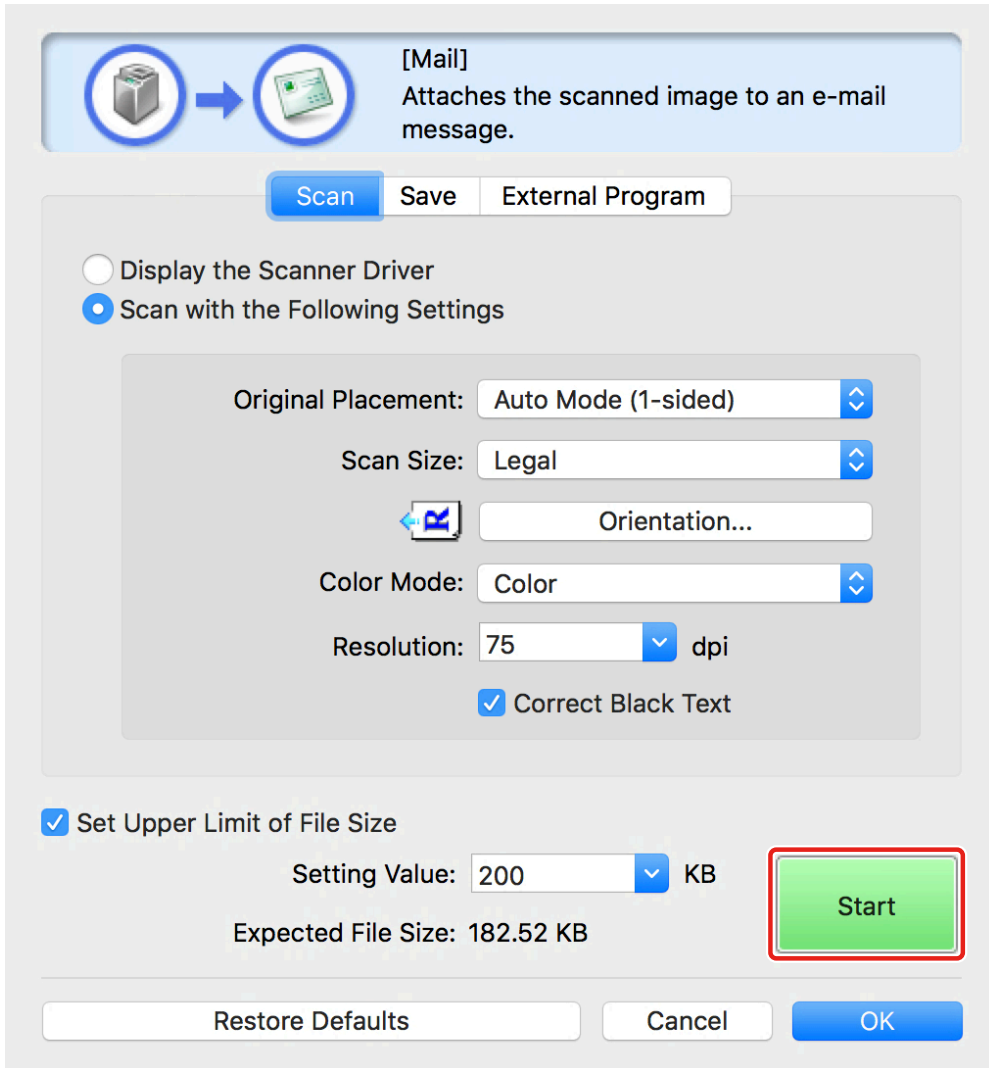 [Mail]
Attaches the scanned image to an e-mail
message.
Scan Save External Program
Display the Scanner Driver
Scan with the Following Settings
Original Placement: Auto Mode (1-sided)
Scan Size: Legal
R Orientation...
Color Mode: Color
Resolution: 75 dpi
Correct Black Text
Set Upper Limit of File Size
Setting Value: 200 KB
Expected File Size: 182.52 KB
Start
Restore Defaults Cancel OK